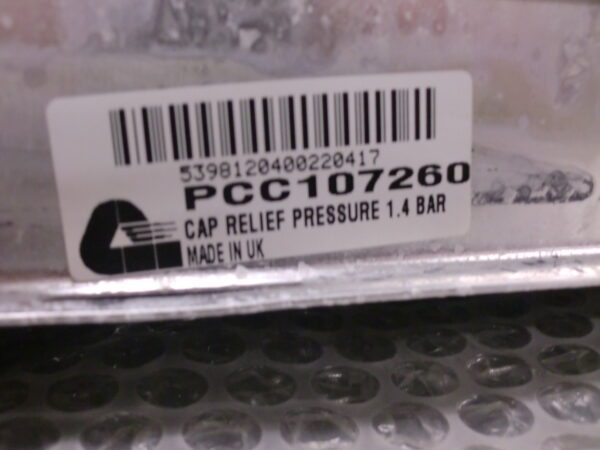 5398120400220417
PCC107260
CAP RELIEF PRESSURE 1.4 BAR
MADE IN UK